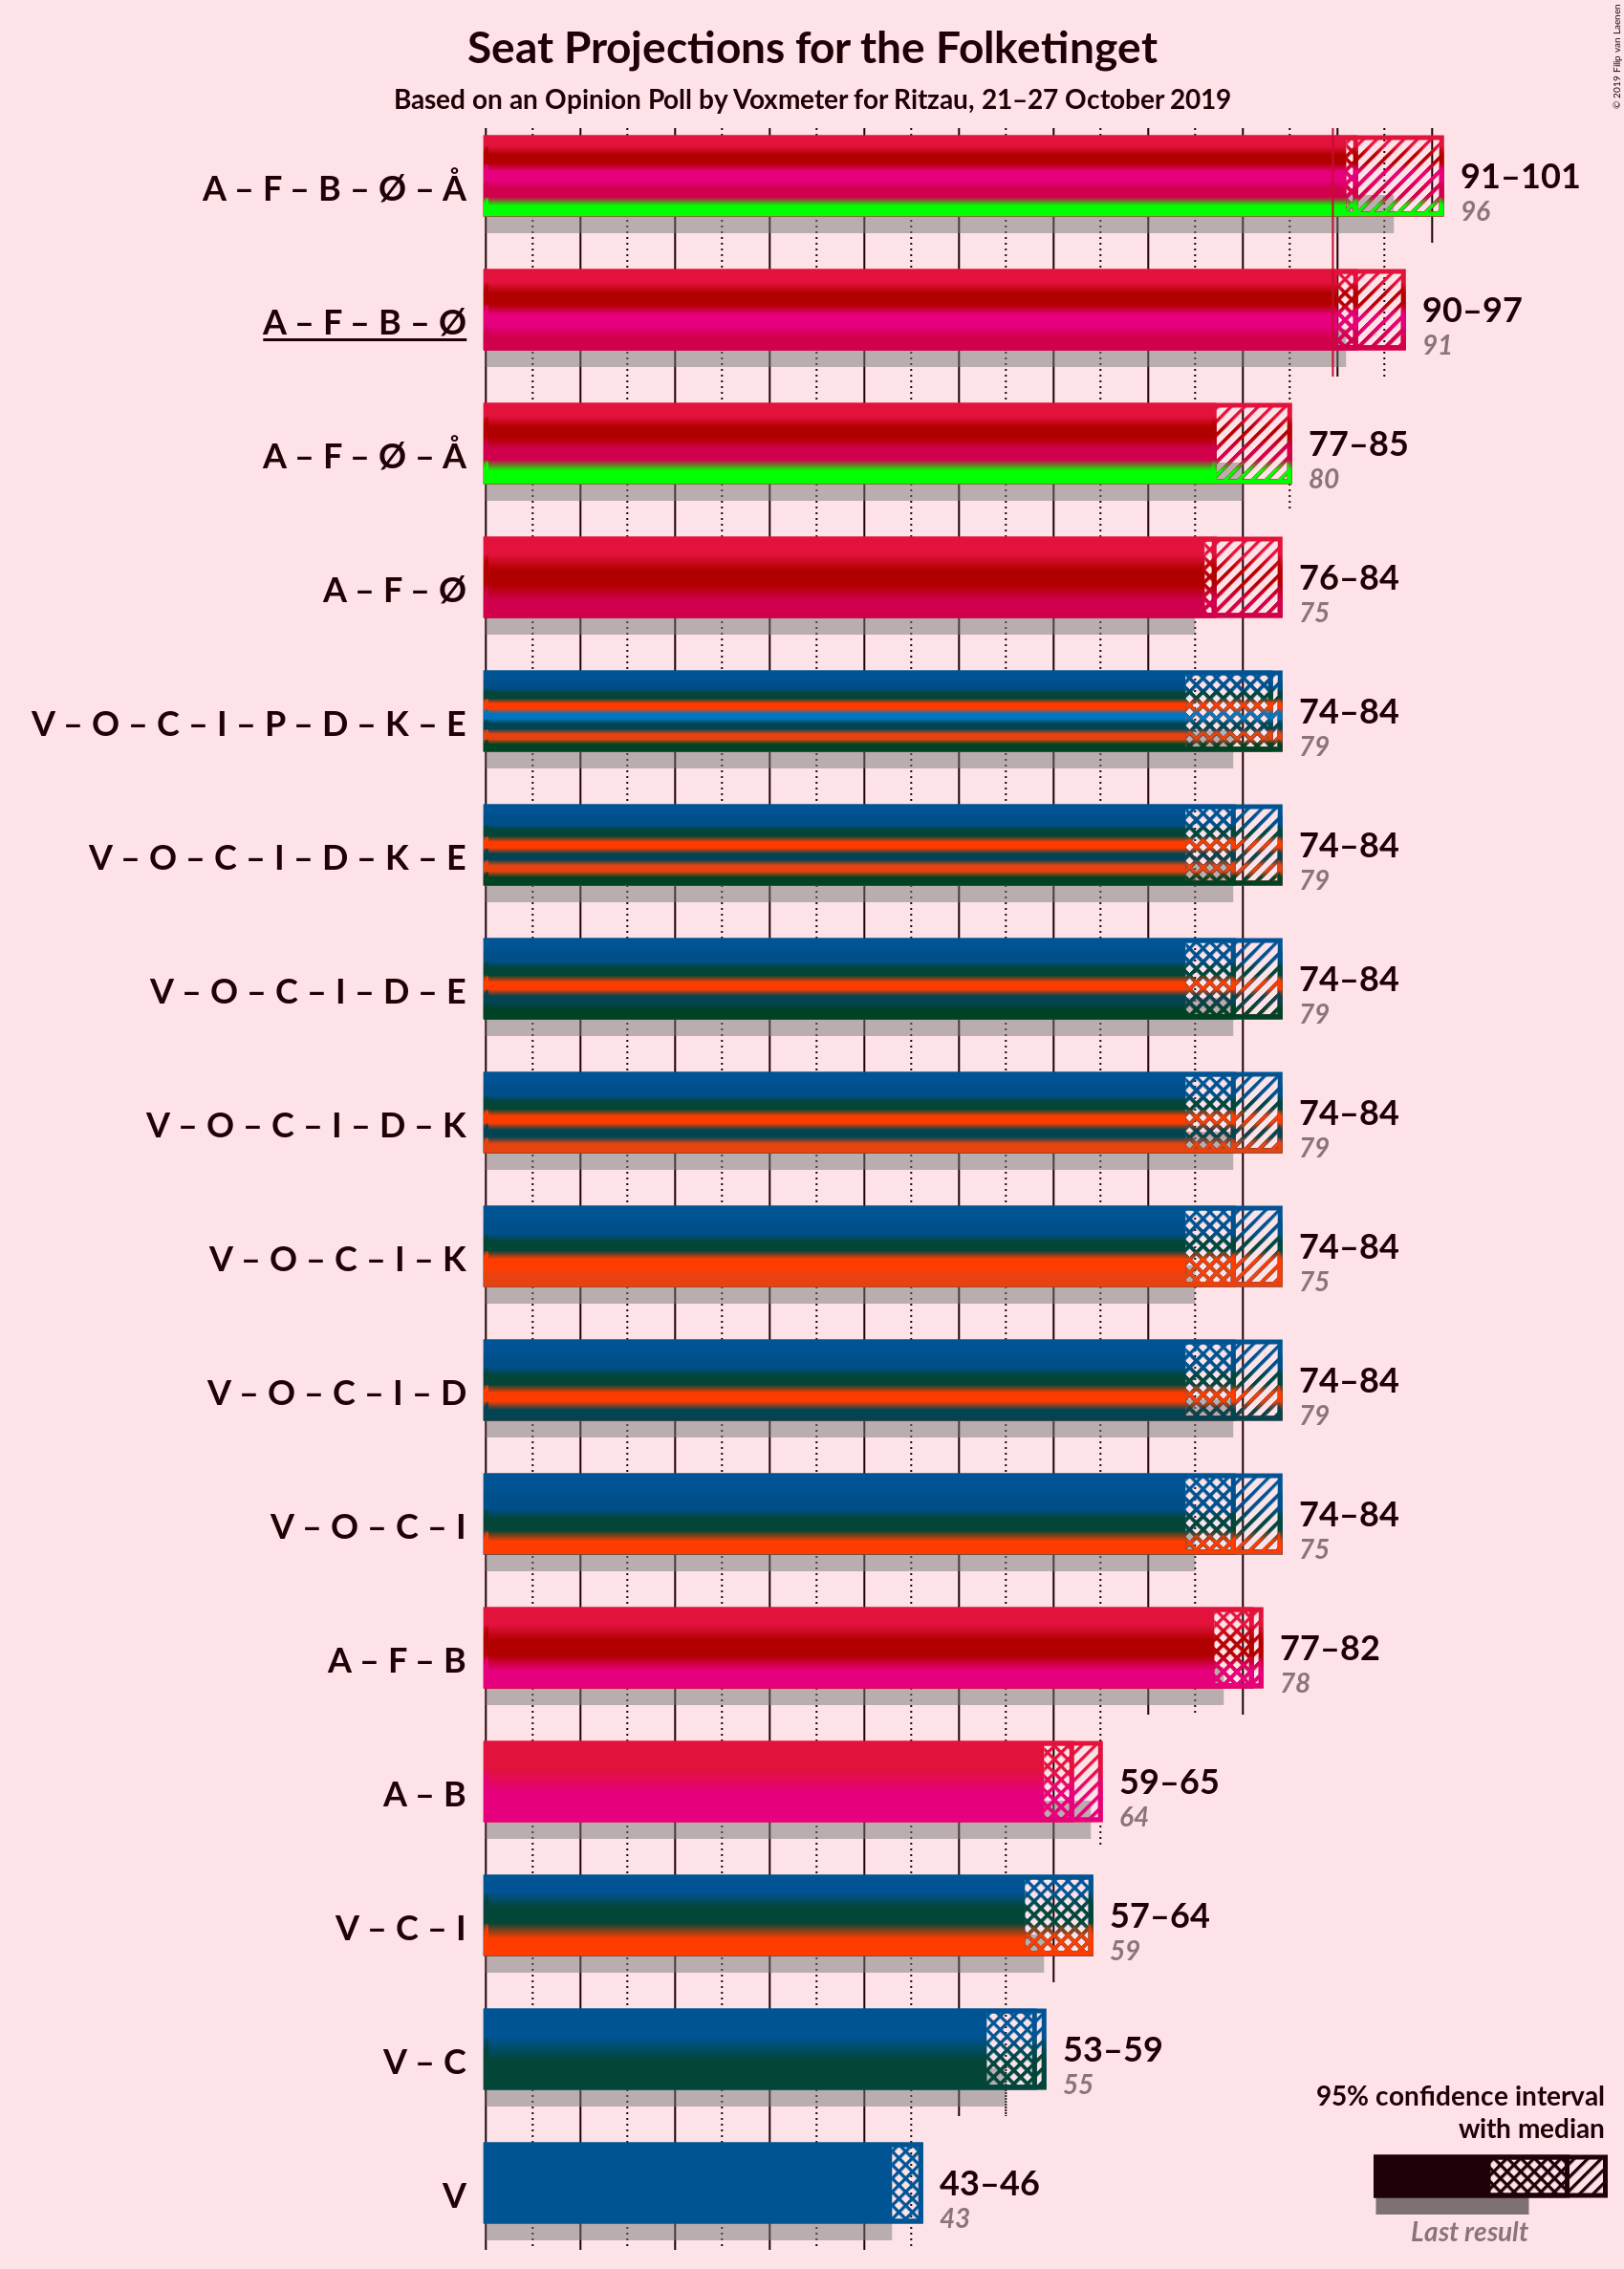 Seat Projections for the Folketinget
Based on an Opinion Poll by Voxmeter for Ritzau, 21–27 October 2019
© 2019 Filip van Laenen
A – F – B – Ø – Å
91–101
96
A – F – B – Ø
90–97
91
A – F – Ø – Å
77–85
80
A – F – Ø
76–84
75
V – O – C – I – P – D – K – E
74–84
79
V – O – C – I – D – K – E
74–84
79
V – O – C – I – D – E
74–84
79
V – O – C – I – D – K
74–84
79
V – O – C – I – K
74–84
75
V – O – C – I – D
74–84
79
V – O – C – I
74–84
75
A – F – B
77–82
78
A – B
59–65
64
V – C – I
57–64
59
V – C
53–59
55
V
43–46
43
95% confidence interval
with median
Last result